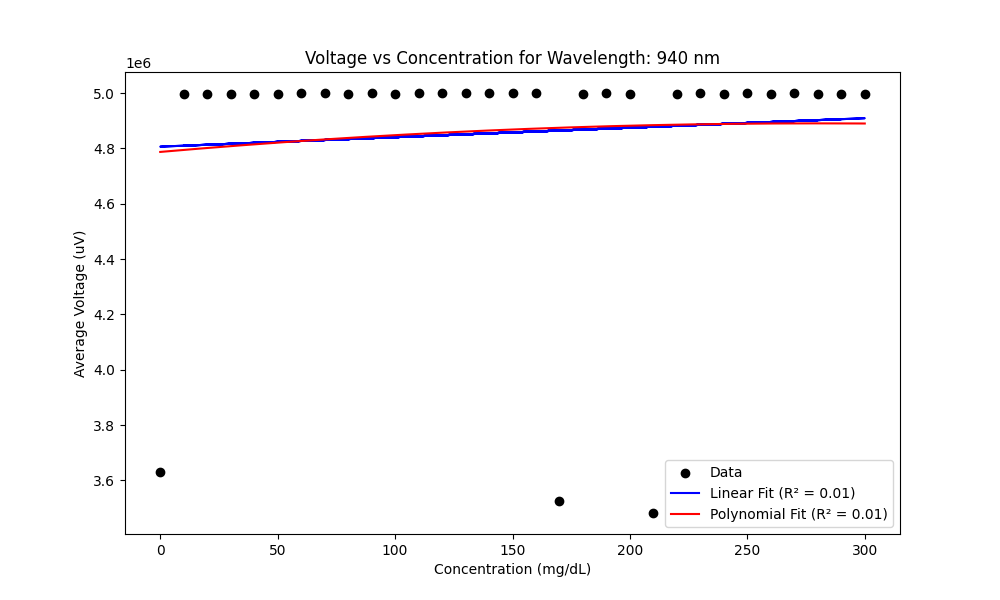 Voltage vs Concentration for Wavelength: 940 nm
1e6
5.0
4.8
4.6
4.4
4.2
4.0
3.8
3.6
Average Voltage (uV)
Data
Linear Fit (R² = 0.01)
Polynomial Fit (R² = 0.01)
0 50 100 150 200 250 300
Concentration (mg/dL)